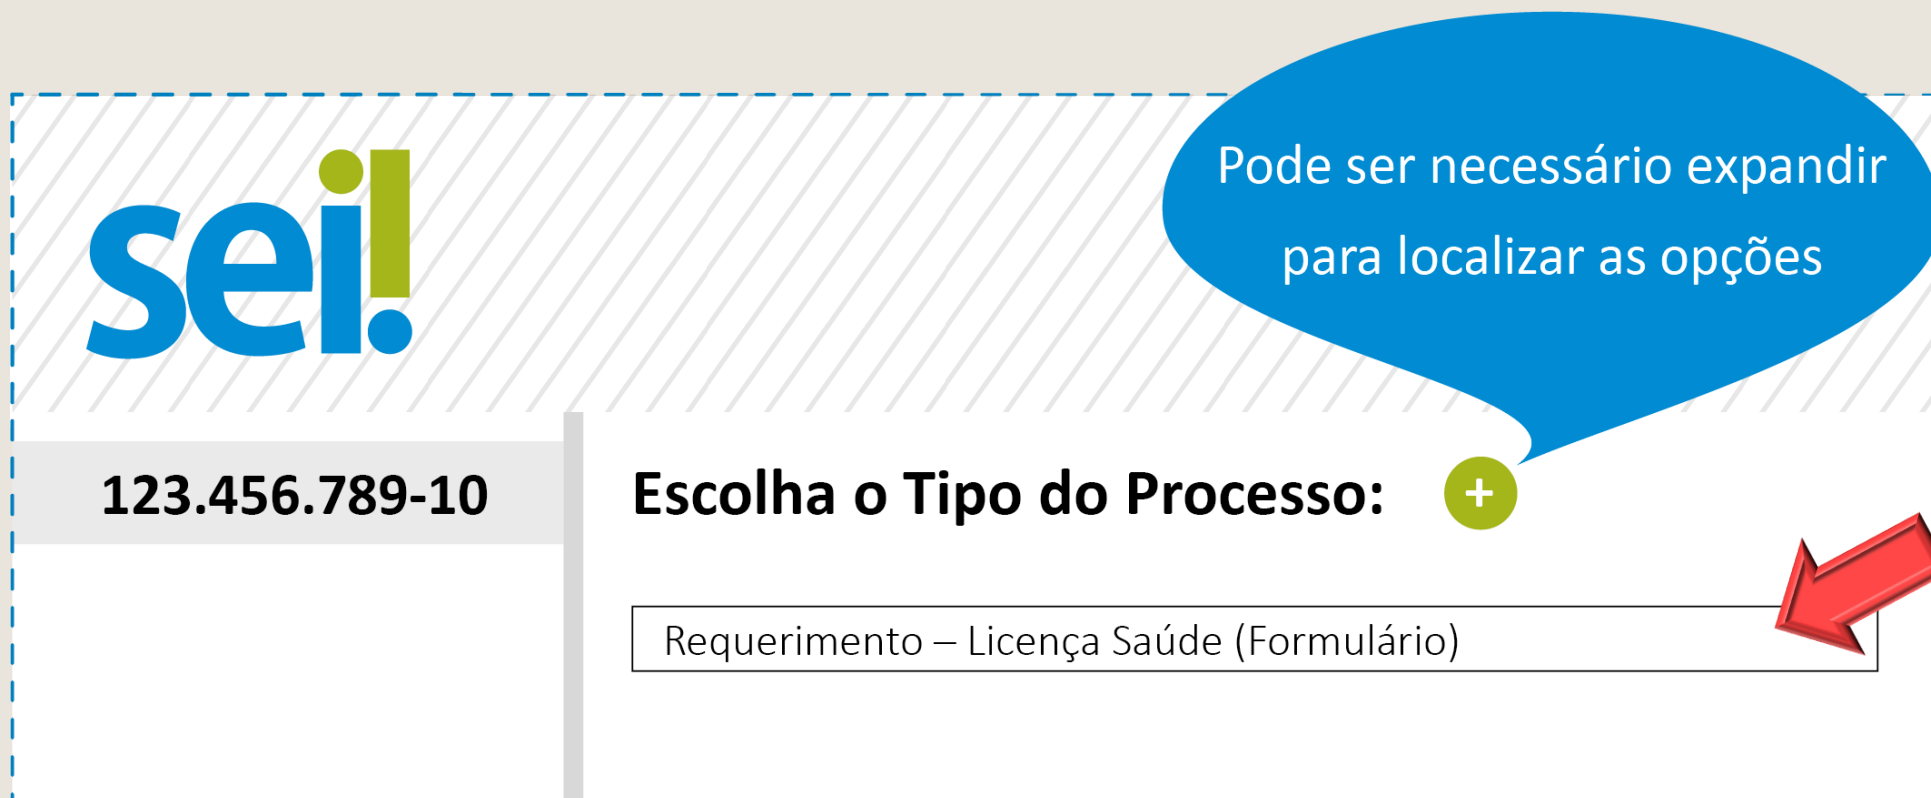 sei!
Pode ser necessário expandir
para localizar as opções
123.456.789-10
Escolha o Tipo do Processo:
+
Requerimento – Licença Saúde (Formulário)